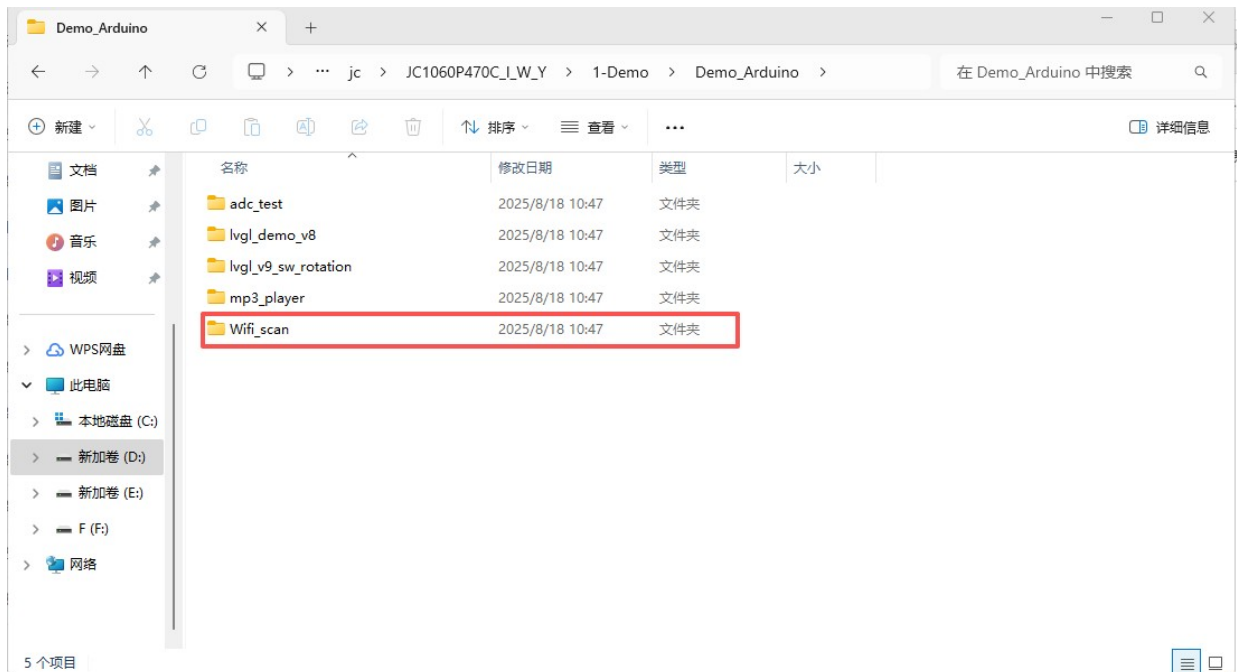 Demo_Arduino
… jc > JC1060P470C_I_W_Y > 1-Demo > Demo_Arduino >
在 Demo_Arduino 中搜索
新建 排序 查看 … 详细信息
名称 修改日期 类型 大小
adc_test 2025/8/18 10:47 文件夹
lvgl_demo_v8 2025/8/18 10:47 文件夹
lvgl_v9_sw_rotation 2025/8/18 10:47 文件夹
mp3_player 2025/8/18 10:47 文件夹
Wifi_scan 2025/8/18 10:47 文件夹
文档
图片
音乐
视频
WPS网盘
此电脑
本地磁盘 (C:)
新加卷 (D:)
新加卷 (E:)
F (F:)
网络
5 个项目